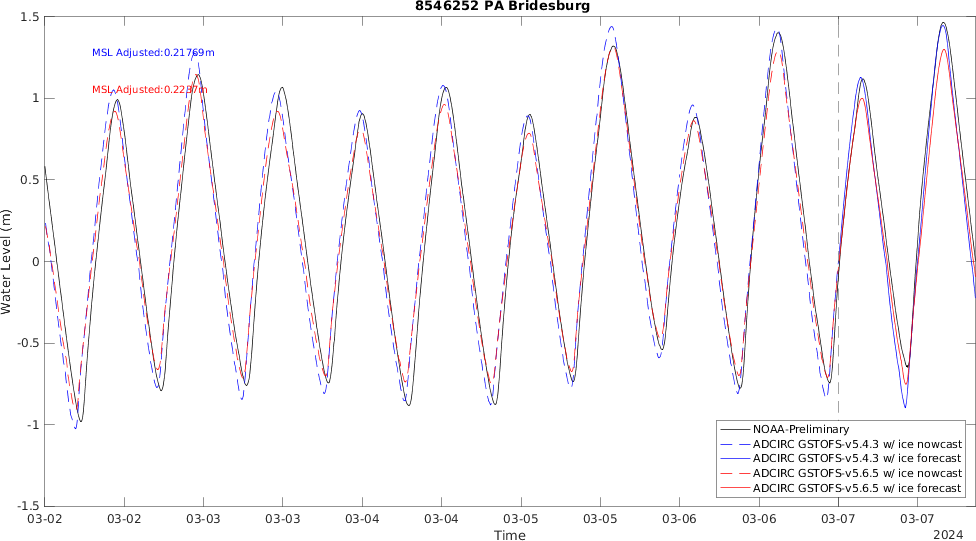 8546252 PA Bridesburg
MSL Adjusted:0.21769m
MSL Adjusted:0.2287m
Water Level (m)
1.5
1
0.5
0
-0.5
-1
-1.5
NOAA-Preliminary
ADCIRC GSTOFS-v5.4.3 w/ ice nowcast
ADCIRC GSTOFS-v5.4.3 w/ ice forecast
ADCIRC GSTOFS-v5.6.5 w/ ice nowcast
ADCIRC GSTOFS-v5.6.5 w/ ice forecast
03-02 03-02 03-03 03-03 03-04 03-04 03-05 03-05 03-06 03-06 03-07 03-07
Time
2024